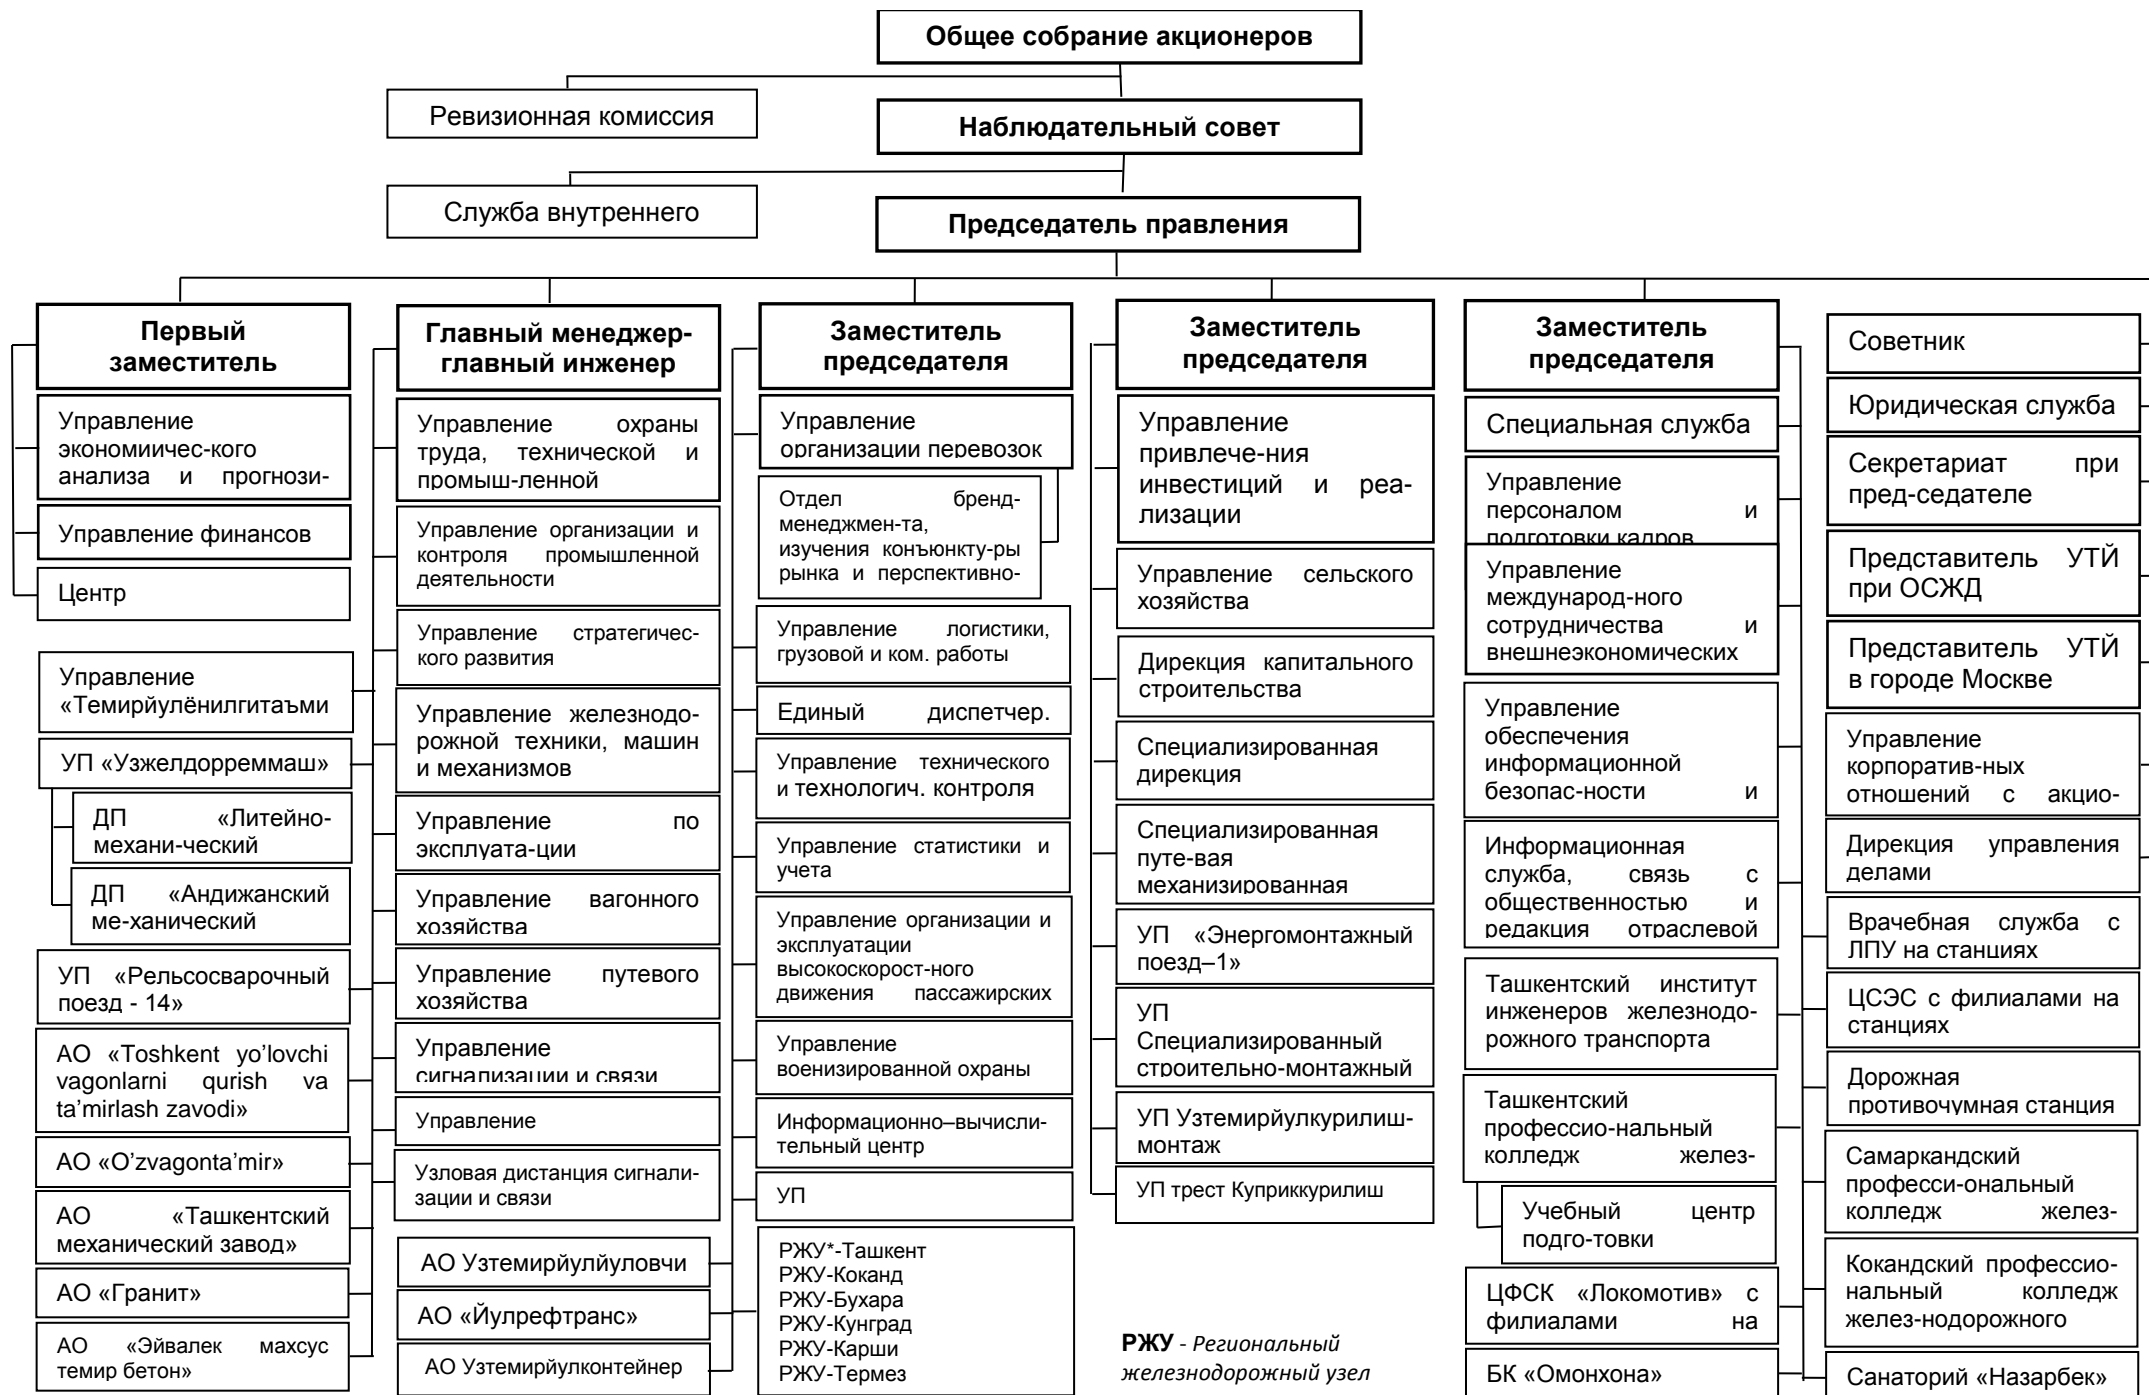 Общее собрание акционеров
Ревизионная комиссия
Наблюдательный совет
Служба внутреннего
Председатель правления
Первый
заместитель
Управление
экономиичес-кого
анализа и прогнози-
Управление финансов
Центр
Управление
«Темирйулёнилгитаъми
УП «Узжелдорреммаш»
ДП «Литейно-
механи-ческий
ДП «Андижанский
ме-ханический
УП «Рельсосварочный
поезд - 14»
АО «Toshkent yo’lovchi
vagonlarni qurish va
ta’mirlash zavodi»
АО «O’zvagonta’mir»
АО «Ташкентский
механический завод»
АО «Гранит»
АО «Эйвалек махсус
темир бетон»
Главный менеджер-
главный инженер
Управление охраны
труда, технической и
промыш-ленной
Управление организации и
контроля промышленной
деятельности
Управление стратегичес-
кого развития
Управление железнодо-
рожной техники, машин
и механизмов
Управление по
эксплуата-ции
Управление вагонного
хозяйства
Управление путевого
хозяйства
Управление
сигнализации и связи
Управление
Узловая дистанция сигнали-
зации и связи
АО Узтемирйулйуловчи
АО «Йулрефтранс»
АО Узтемирйулконтейнер
Заместитель
председателя
Управление
организации перевозок
Отдел бренд-
менеджмен-та,
изучения конъюнкту-ры
рынка и перспективно-
Управление логистики,
грузовой и ком. работы
Единый диспетчер.
Управление технического
и технологич. контроля
Управление статистики и
учета
Управление организации и
эксплуатации
высокоскорост-ного
движения пассажирских
Управление
военизированной охраны
Информационно–вычисли-
тельный центр
УП
РЖУ*-Ташкент
РЖУ-Коканд
РЖУ-Бухара
РЖУ-Кунград
РЖУ-Карши
РЖУ-Термез
Заместитель
председателя
Управление
привлече-ния
инвестиций и реа-
лизации
Управление сельского
хозяйства
Дирекция капитального
строительства
Специализированная
дирекция
Специализированная
путе-вая
механизированная
УП «Энергомонтажный
поезд–1»
УП
Специализированный
строительно-монтажный
УП Узтемирйулкурилиш-
монтаж
УП трест Куприккурилиш
РЖУ - Региональный
железнодорожный узел
Заместитель
председателя
Специальная служба
Управление
персоналом и
подготовки кадров
Управление
международ-ного
сотрудничества и
внешнеэкономических
Управление
обеспечения
информационной
безопас-ности и
Информационная
служба, связь с
общественностью и
редакция отраслевой
Ташкентский институт
инженеров железнодо-
рожного транспорта
Ташкентский
профессио-нальный
колледж желез-
Учебный центр
подго-товки
ЦФСК «Локомотив» с
филиалами на
БК «Омонхона»
Советник
Юридическая служба
Секретариат при
пред-седателе
Представитель УТЙ
при ОСЖД
Представитель УТЙ
в городе Москве
Управление
корпоратив-ных
отношений с акцио-
Дирекция управления
делами
Врачебная служба с
ЛПУ на станциях
ЦСЭС с филиалами на
станциях
Дорожная
противочумная станция
Самаркандский
професси-ональный
колледж желез-
Кокандский профессио-
нальный колледж
желез-нодорожного
Санаторий «Назарбек»